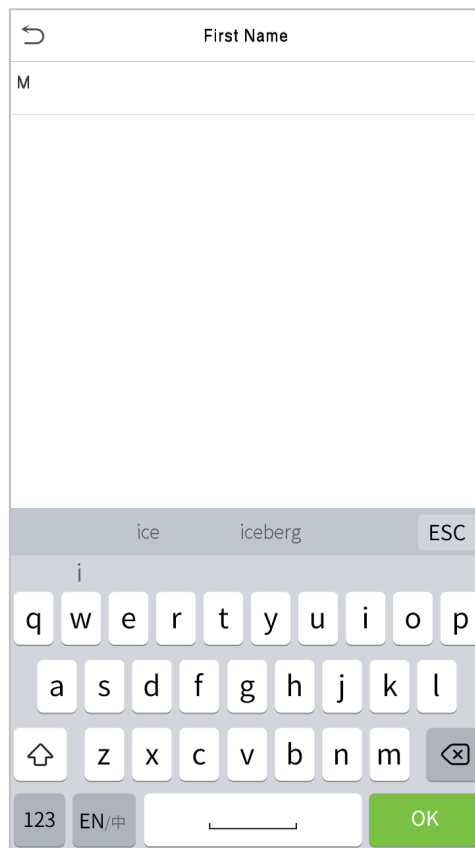 First Name
M
ice iceberg ESC
i
q w e r t y u i o p
a s d f g h j k l
z x c v b n m
123 EN/中 OK